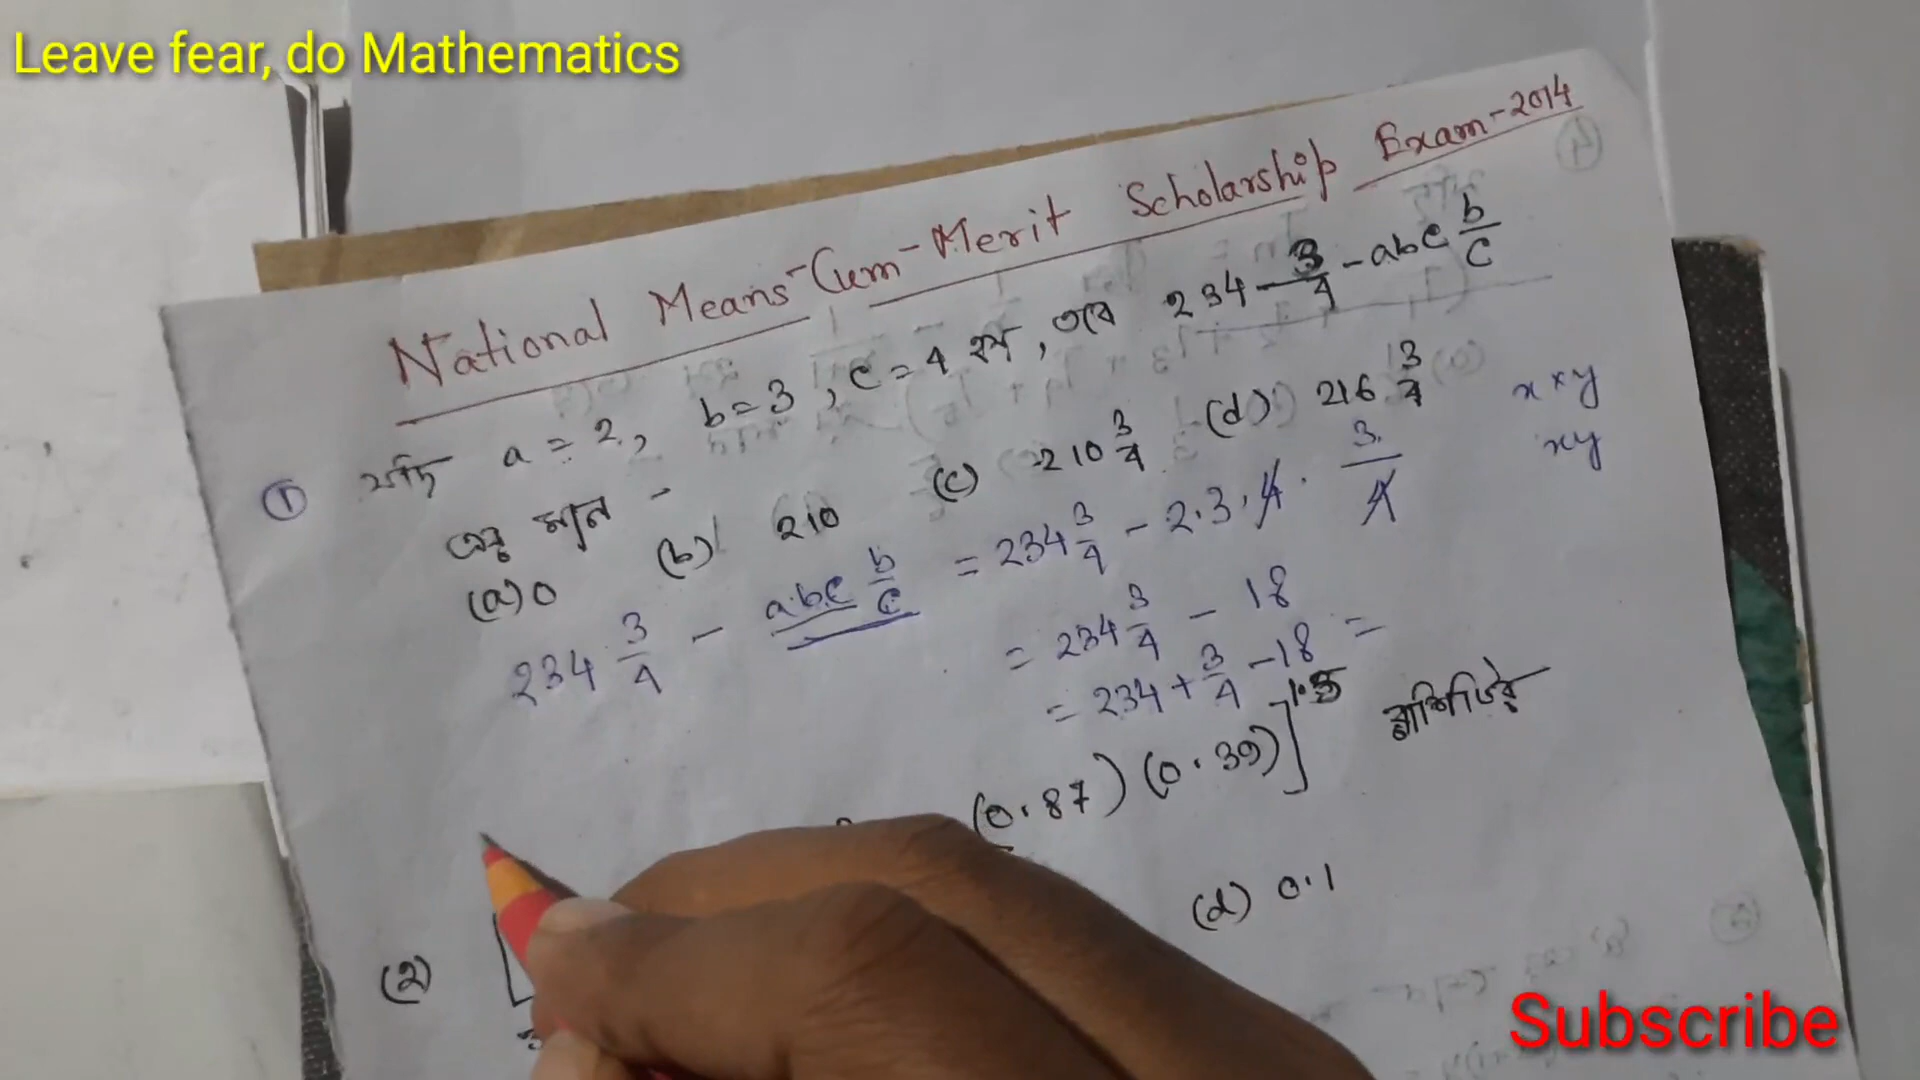 Leave fear, do Mathematics
National Means-Cum-Merit Scholarship Exam-2014
① যদি a = 2, b = 3, c = 4 হয়, তবে 234 3/4 - abc b/c
এর মান -
(a) 0 (b) 210 (c) 210 3/4 (d) 216 3/4
x × y
xy
234 3/4 - abc b/c = 234 3/4 - 2.3.4. 3/4
= 234 3/4 - 18
= 234 + 3/4 - 18 =
(২) (0.87) (0.39)] রাশিটির
(d) 0.1
Subscribe